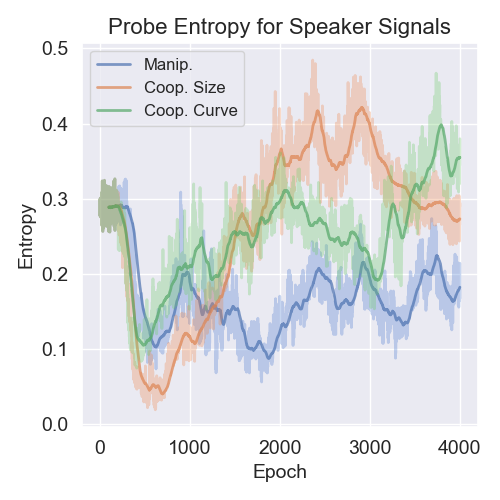 Probe Entropy for Speaker Signals
0.5
Manip.
Coop. Size
Coop. Curve
0.4
0.3
Entropy
0.2
0.1
0.0
0 1000 2000 3000 4000
Epoch